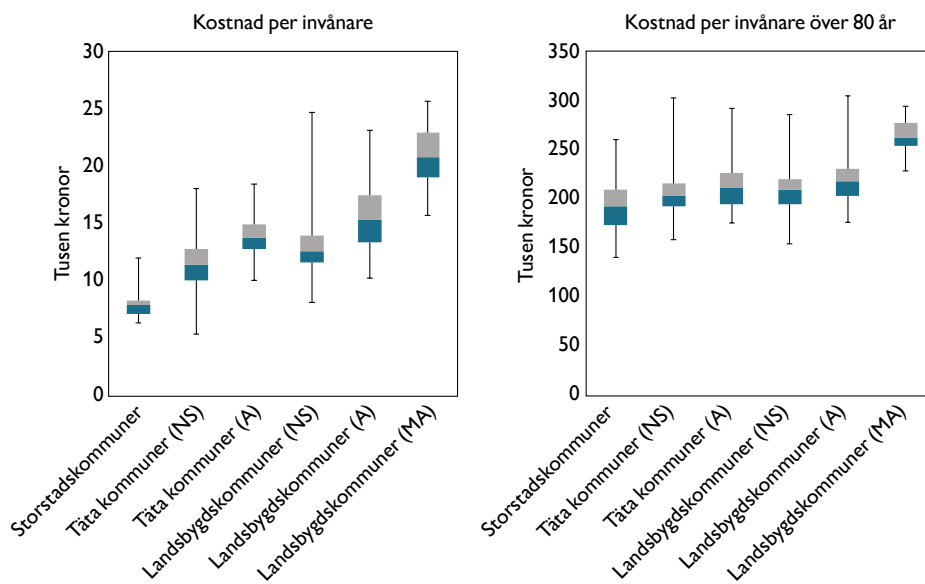 Kostnad per invånare
Tusen kronor
30
25
20
15
10
5
0
Storstadskommuner
Täta kommuner (NS)
Täta kommuner (A)
Landsbygdskommuner (NS)
Landsbygdskommuner (A)
Landsbygdskommuner (MA)
Kostnad per invånare över 80 år
Tusen kronor
350
300
250
200
150
100
50
0
Storstadskommuner
Täta kommuner (NS)
Täta kommuner (A)
Landsbygdskommuner (NS)
Landsbygdskommuner (A)
Landsbygdskommuner (MA)